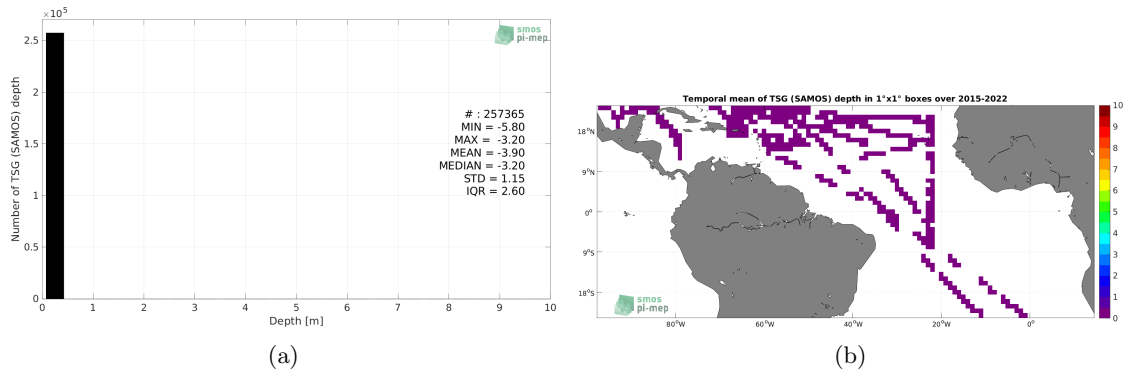 ×10⁵
2.5
2
1.5
1
0.5
0
Number of TSG (SAMOS) depth
smos
pi-mep
# : 257365
MIN = -5.80
MAX = -3.20
MEAN = -3.90
MEDIAN = -3.20
STD = 1.15
IQR = 2.60
0 1 2 3 4 5 6 7 8 9 10
Depth [m]
(a)
Temporal mean of TSG (SAMOS) depth in 1°x1° boxes over 2015-2022
18°N
9°N
0°
9°S
18°S
80°W 60°W 40°W 20°W 0°
smos
pi-mep
10
9
8
7
6
5
4
3
2
1
0
(b)